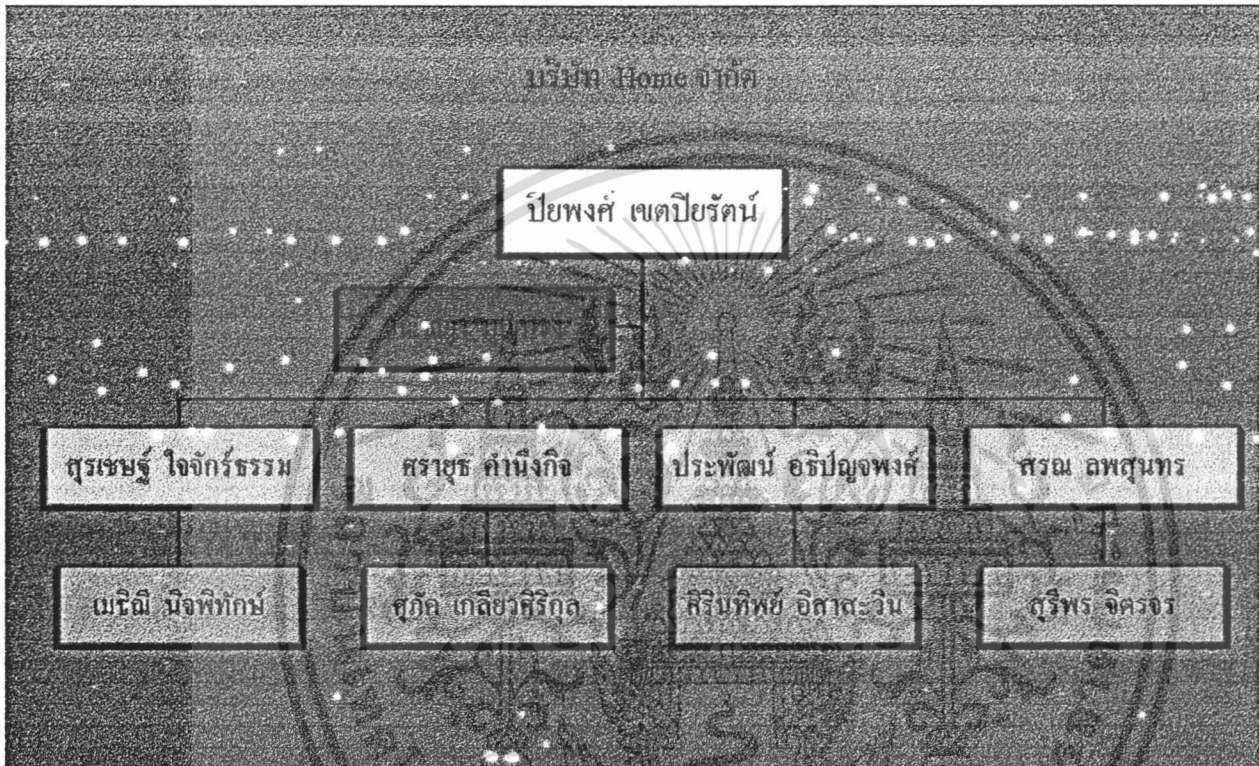 บริษัท Home จำกัด
ปิยพงศ์ เขตปิยรัตน์
สุรเชษฐ์ ใจจักร์ธรรม
ศรายุธ คำนึงกิจ
ประพัฒน์ อธิปญจพงศ์
สรณ ลพสุนทร
เมธิณี นิจพิทักษ์
ศุภัค เกลียวศิริกุล
ศิรินทิพย์ อิสาสะวิน
สุรีพร จิตรจร